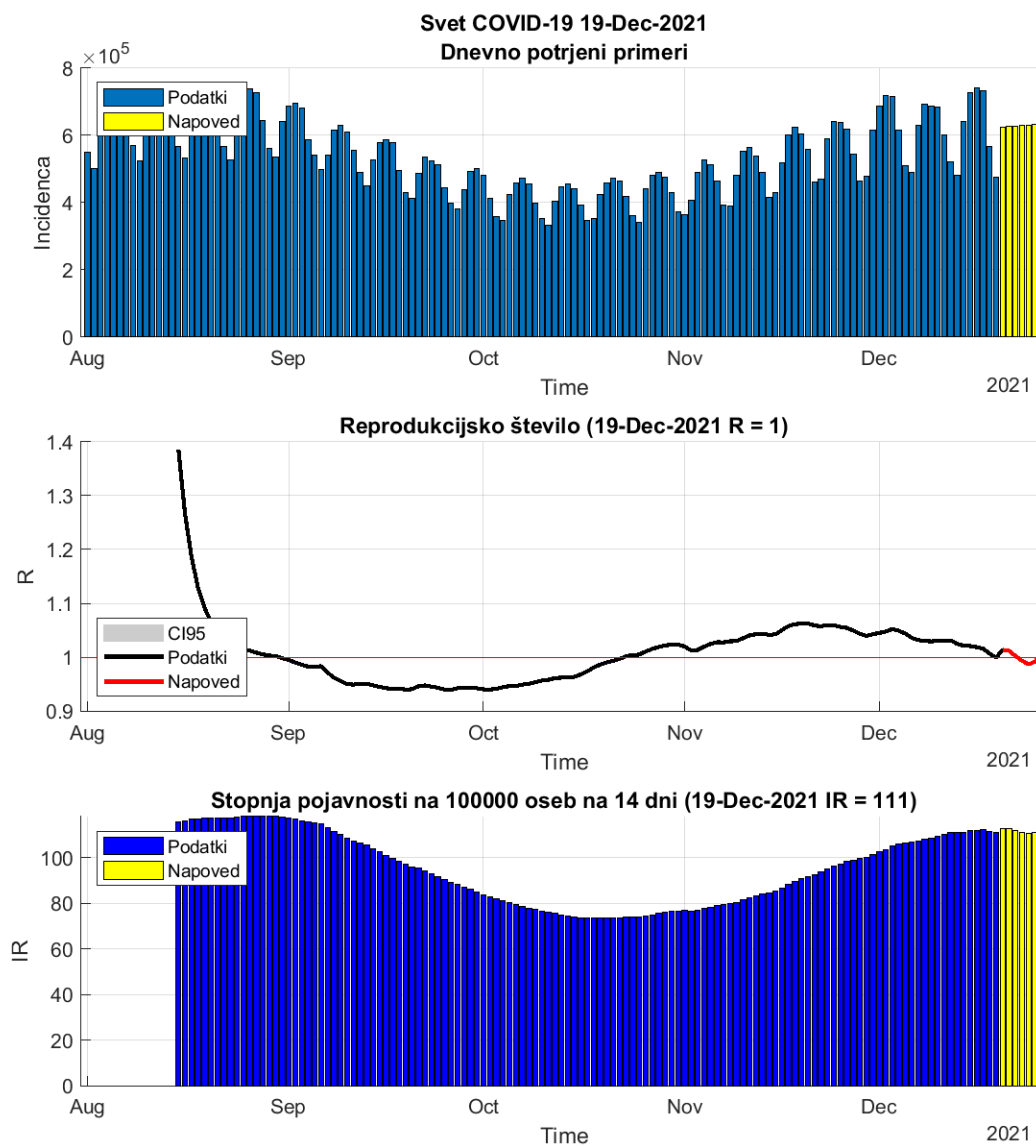 Svet COVID-19 19-Dec-2021
Dnevno potrjeni primeri
×10⁵
8
6
4
2
0
Incidenca
Podatki
Napoved
Aug Sep Oct Nov Dec
Time
2021
Reprodukcijsko število (19-Dec-2021 R = 1)
1.4
1.3
1.2
1.1
1
0.9
R
CI95
Podatki
Napoved
Aug Sep Oct Nov Dec
Time
2021
Stopnja pojavnosti na 100000 oseb na 14 dni (19-Dec-2021 IR = 111)
100
80
60
40
20
0
IR
Podatki
Napoved
Aug Sep Oct Nov Dec
Time
2021